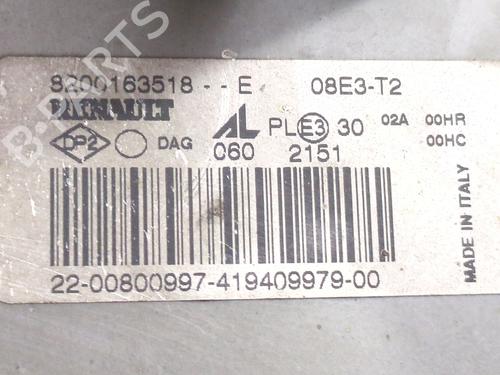 8200163518 - - E 08E3-T2
RENAULT
DP2 DAG AL PL E3 30 02A 00HR
00HC
060 2151
22-00800997-419409979-00
MADE IN ITALY
B-PARTS